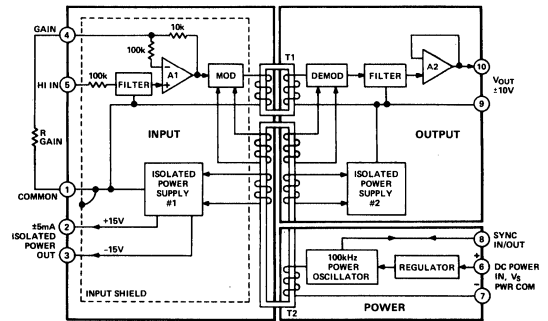 GAIN
4
10k
100k
T1
HI IN
5
100k
FILTER
A1
MOD
DEMOD
FILTER
A2
10
VOUT
±10V
9
R
GAIN
INPUT
OUTPUT
1
COMMON
ISOLATED
POWER
SUPPLY
#1
ISOLATED
POWER
SUPPLY
#2
±5mA
ISOLATED
POWER
OUT
2
+15V
3
–15V
INPUT SHIELD
8
SYNC
IN/OUT
100kHz
POWER
OSCILLATOR
REGULATOR
+
6
DC POWER
IN, VS
PWR COM
–
7
T2
POWER